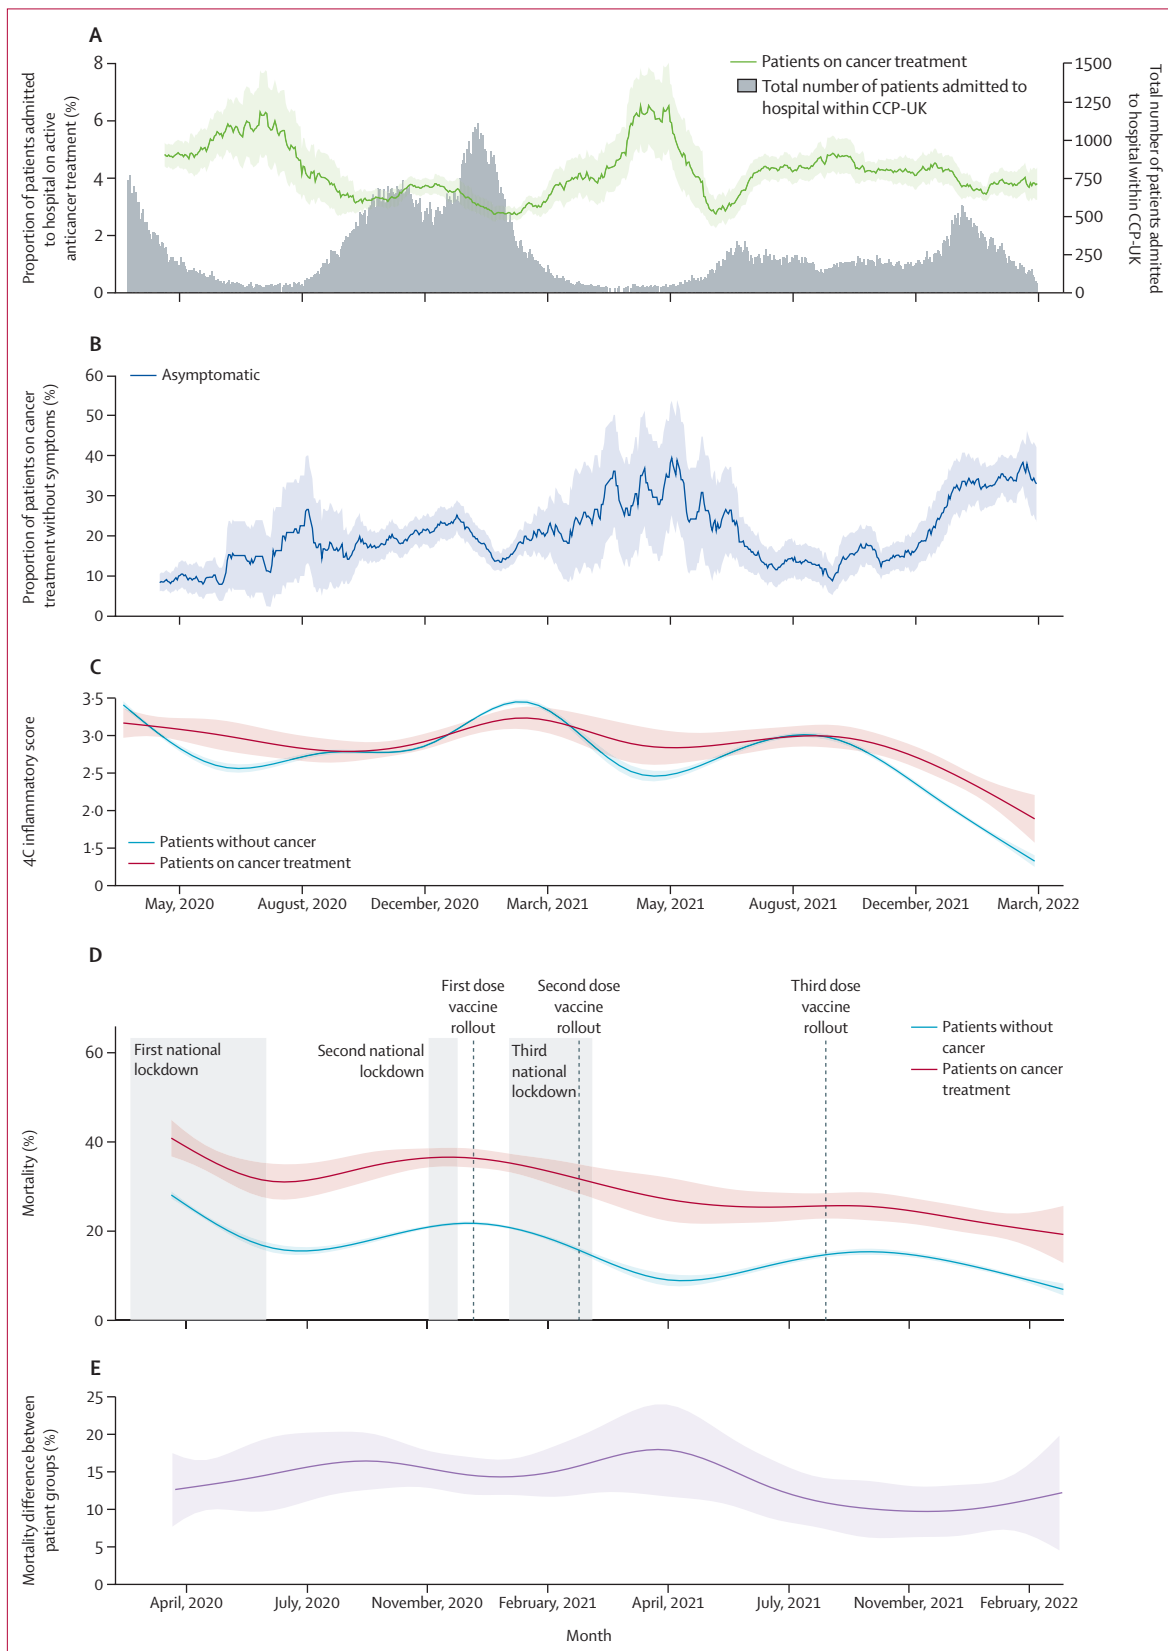 A
Proportion of patients admitted
to hospital on active
anticancer treatment (%)
8
6
4
2
0
Patients on cancer treatment
Total number of patients admitted to
hospital within CCP-UK
1500
1250
1000
750
500
250
0
Total number of patients admitted
to hospital within CCP-UK
B
Proportion of patients on cancer
treatment without symptoms (%)
60
50
40
30
20
10
0
Asymptomatic
C
4C inflammatory score
3·5
3·0
2·5
2·0
1·5
0
Patients without cancer
Patients on cancer treatment
May, 2020 August, 2020 December, 2020 March, 2021 May, 2021 August, 2021 December, 2021 March, 2022
D
Mortality (%)
60
40
20
0
First national
lockdown
Second national
lockdown
First dose
vaccine
rollout
Third
national
lockdown
Second dose
vaccine
rollout
Third dose
vaccine
rollout
Patients without
cancer
Patients on cancer
treatment
E
Mortality difference between
patient groups (%)
25
20
15
10
5
0
April, 2020 July, 2020 November, 2020 February, 2021 April, 2021 July, 2021 November, 2021 February, 2022
Month